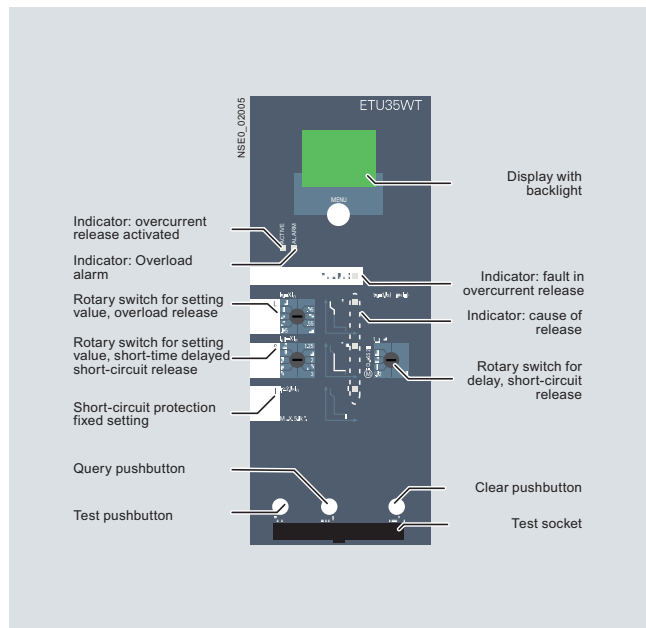 ETU35WT
NSE0_02005
Display with
backlight
MENU
Indicator: overcurrent
release activated
ACTIVE
ALARM
Indicator: Overload
alarm
Indicator: fault in
overcurrent release
Rotary switch for setting
value, overload release
Indicator: cause of
release
Rotary switch for setting
value, short-time delayed
short-circuit release
Rotary switch for
delay, short-circuit
release
Short-circuit protection
fixed setting
Query pushbutton
Clear pushbutton
Test pushbutton
Test socket